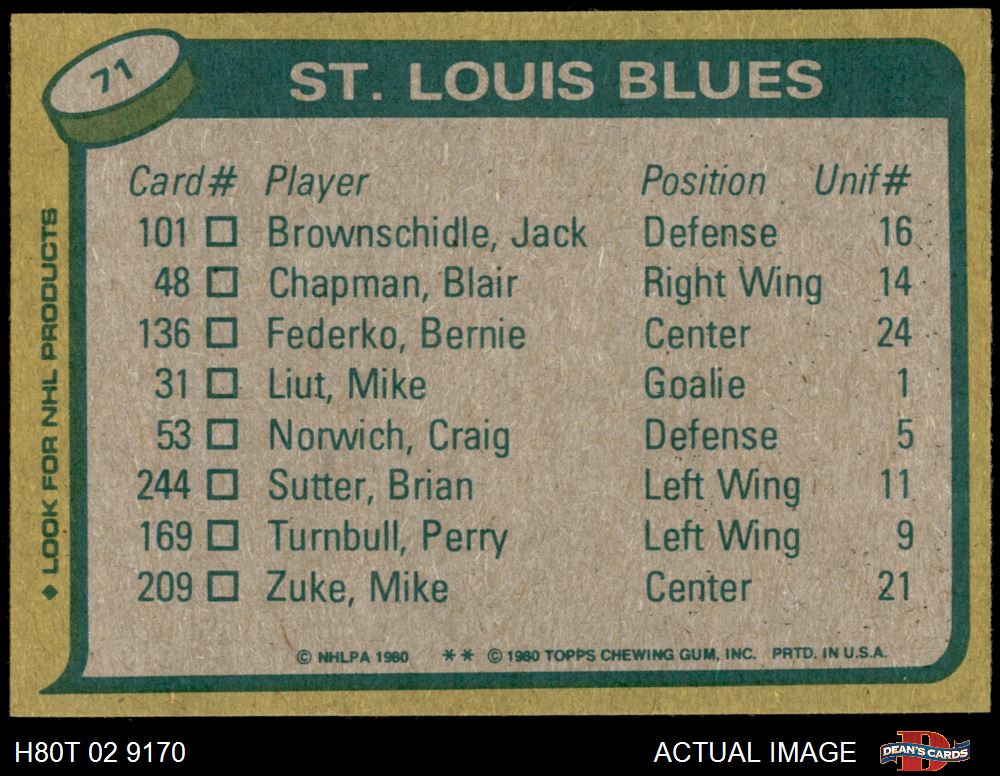 71
ST. LOUIS BLUES
Card# Player Position Unif#
101 □ Brownschidle, Jack Defense 16
48 □ Chapman, Blair Right Wing 14
136 □ Federko, Bernie Center 24
31 □ Liut, Mike Goalie 1
53 □ Norwich, Craig Defense 5
244 □ Sutter, Brian Left Wing 11
169 □ Turnbull, Perry Left Wing 9
209 □ Zuke, Mike Center 21
© NHLPA 1980 ** © 1980 TOPPS CHEWING GUM, INC. PRTD. IN U.S.A.
◆ LOOK FOR NHL PRODUCTS
H80T 02 9170 ACTUAL IMAGE D DEAN'S CARDS